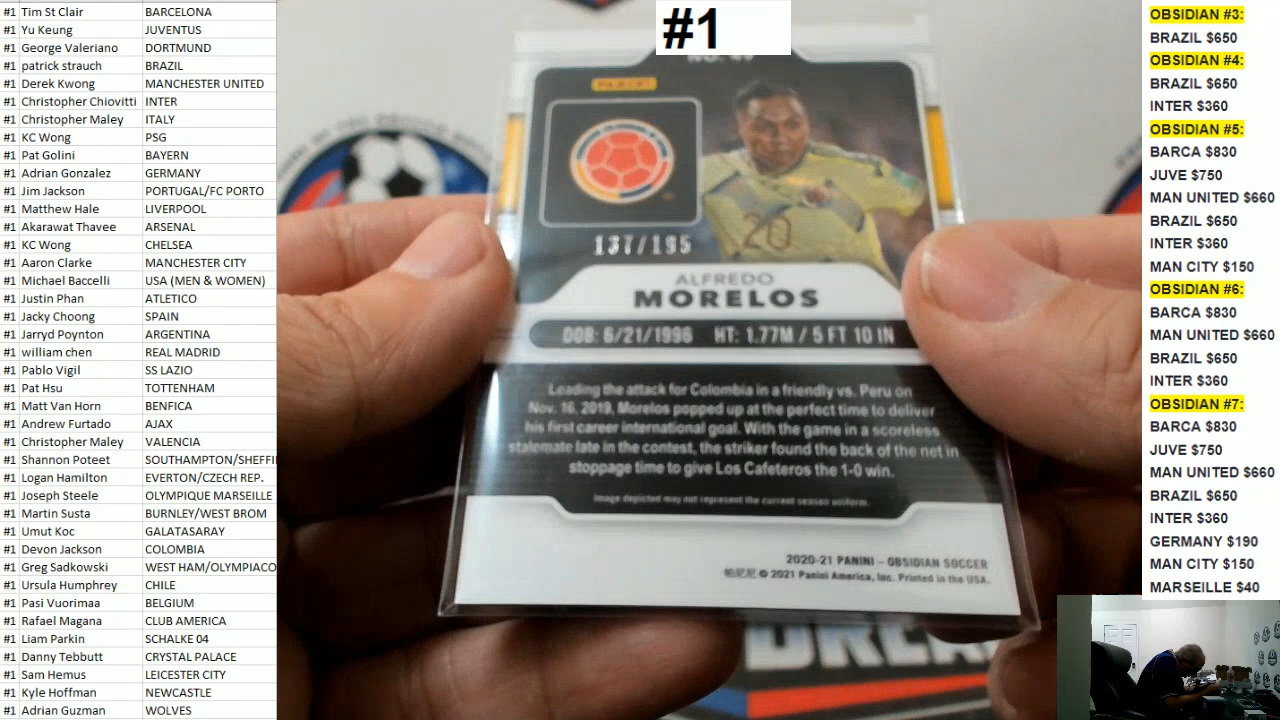 #1 Tim St Clair BARCELONA
#1 Yu Keung JUVENTUS
#1 George Valeriano DORTMUND
#1 patrick strauch BRAZIL
#1 Derek Kwong MANCHESTER UNITED
#1 Christopher Chiovitti INTER
#1 Christopher Maley ITALY
#1 KC Wong PSG
#1 Pat Golini BAYERN
#1 Adrian Gonzalez GERMANY
#1 Jim Jackson PORTUGAL/FC PORTO
#1 Matthew Hale LIVERPOOL
#1 Akarawat Thavee ARSENAL
#1 KC Wong CHELSEA
#1 Aaron Clarke MANCHESTER CITY
#1 Michael Baccelli USA (MEN & WOMEN)
#1 Justin Phan ATLETICO
#1 Jacky Choong SPAIN
#1 Jarryd Poynton ARGENTINA
#1 william chen REAL MADRID
#1 Pablo Vigil SS LAZIO
#1 Pat Hsu TOTTENHAM
#1 Matt Van Horn BENFICA
#1 Andrew Furtado AJAX
#1 Christopher Maley VALENCIA
#1 Shannon Poteet SOUTHAMPTON/SHEFFI
#1 Logan Hamilton EVERTON/CZECH REP.
#1 Joseph Steele OLYMPIQUE MARSEILLE
#1 Martin Susta BURNLEY/WEST BROM
#1 Umut Koc GALATASARAY
#1 Devon Jackson COLOMBIA
#1 Greg Sadkowski WEST HAM/OLYMPIACO
#1 Ursula Humphrey CHILE
#1 Pasi Vuorimaa BELGIUM
#1 Rafael Magana CLUB AMERICA
#1 Liam Parkin SCHALKE 04
#1 Danny Tebbutt CRYSTAL PALACE
#1 Sam Hemus LEICESTER CITY
#1 Kyle Hoffman NEWCASTLE
#1 Adrian Guzman WOLVES
#1
PANINI
20
137/195
ALFREDO
MORELOS
DOB: 6/21/1996 HT: 1.77M / 5 FT 10 IN
Leading the attack for Colombia in a friendly vs. Peru on
Nov. 16, 2019, Morelos popped up at the perfect time to deliver
his first career international goal. With the game in a scoreless
stalemate late in the contest, the striker found the back of the net in
stoppage time to give Los Cafeteros the 1-0 win.
Image depicted may not represent the current season uniform.
2020-21 PANINI - OBSIDIAN SOCCER
© 2021 Panini America, Inc. Printed in the USA.
OBSIDIAN #3:
BRAZIL $650
OBSIDIAN #4:
BRAZIL $650
INTER $360
OBSIDIAN #5:
BARCA $830
JUVE $750
MAN UNITED $660
BRAZIL $650
INTER $360
MAN CITY $150
OBSIDIAN #6:
BARCA $830
MAN UNITED $660
BRAZIL $650
INTER $360
OBSIDIAN #7:
BARCA $830
JUVE $750
MAN UNITED $660
BRAZIL $650
INTER $360
GERMANY $190
MAN CITY $150
MARSEILLE $40